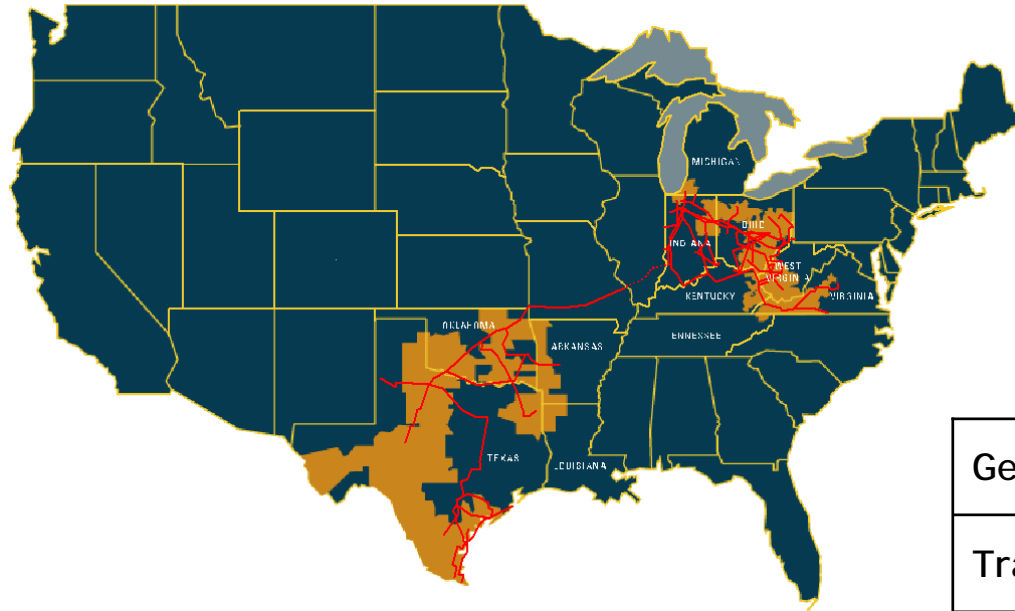 MICHIGAN
OHIO
INDIANA
WEST
VIRGINIA
KENTUCKY
VIRGINIA
OKLAHOMA
ARKANSAS
ENNESSEE
TEXAS
LOUISIANA
Ge
Tra